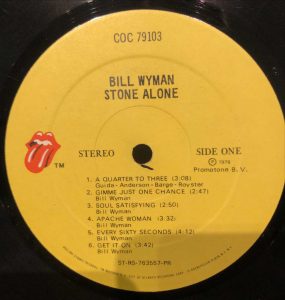 COC 79103
BILL WYMAN
STONE ALONE
TM
STEREO
SIDE ONE
℗ 1976
Promotone B. V.
1. A QUARTER TO THREE (3:08)
Guida-Anderson-Barge-Royster
2. GIMME JUST ONE CHANCE (2:47)
Bill Wyman
3. SOUL SATISFYING (2:50)
Bill Wyman
4. APACHE WOMAN (3:32)
Bill Wyman
5. EVERY SIXTY SECONDS (4:12)
Bill Wyman
6. GET IT ON (3:42)
Bill Wyman
ST-RS-763557-PR